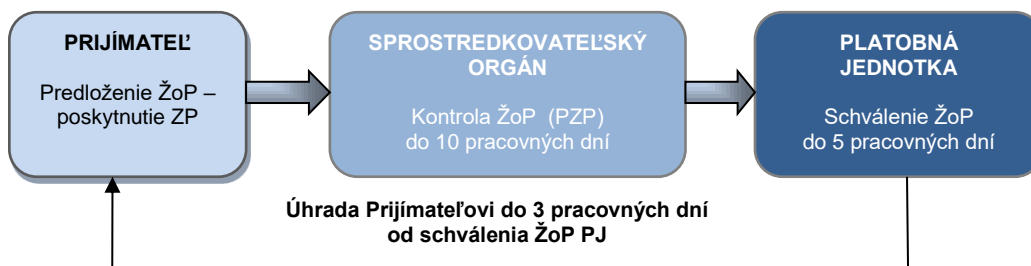 PRIJÍMATEĽ
Predloženie ŽoP –
poskytnutie ZP
SPROSTREDKOVATEĽSKÝ
ORGÁN
Kontrola ŽoP (PZP)
do 10 pracovných dní
PLATOBNÁ
JEDNOTKA
Schválenie ŽoP
do 5 pracovných dní
Úhrada Prijímateľovi do 3 pracovných dní
od schválenia ŽoP PJ